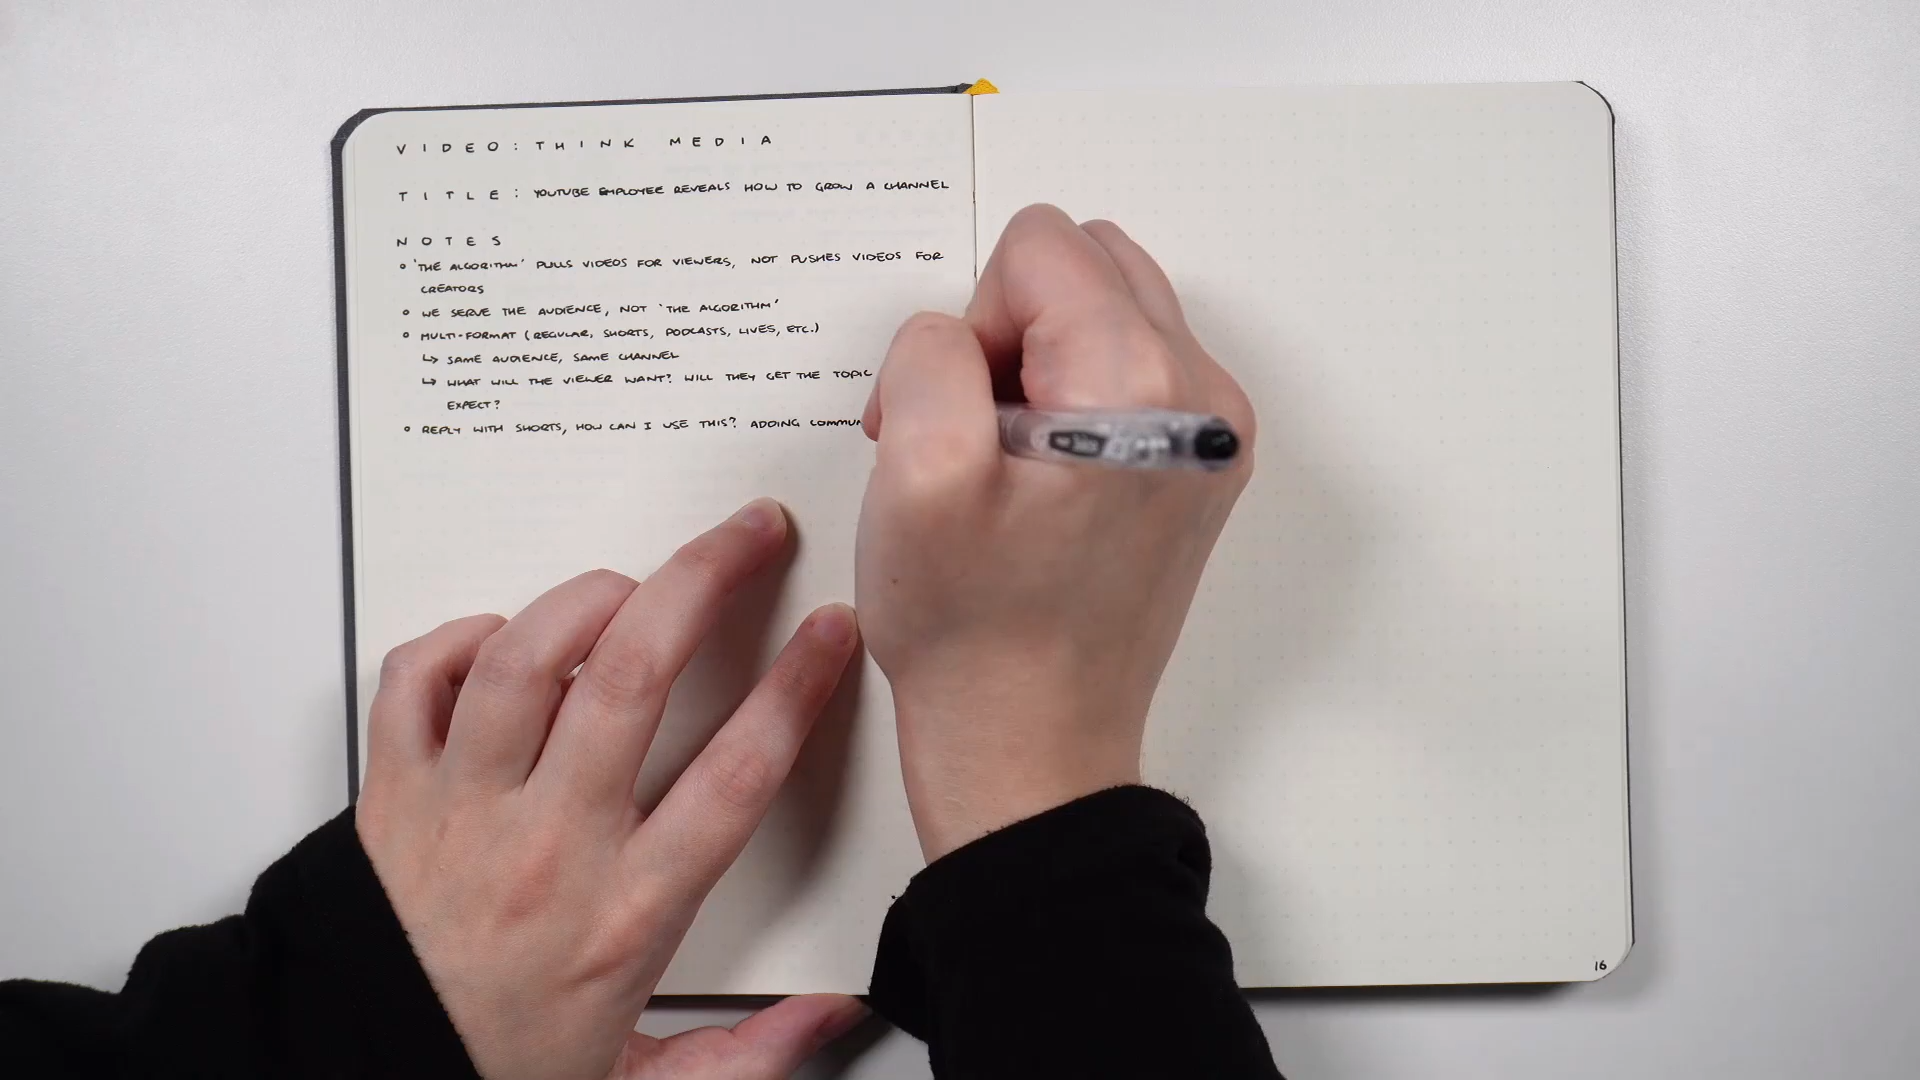 VIDEO: THINK MEDIA
TITLE: YOUTUBE EMPLOYEE REVEALS HOW TO GROW A CHANNEL
NOTES
° 'THE ALGORITHM' PULLS VIDEOS FOR VIEWERS, NOT PUSHES VIDEOS FOR
CREATORS
° WE SERVE THE AUDIENCE, NOT 'THE ALGORITHM'
° MULTI-FORMAT (REGULAR, SHORTS, PODCASTS, LIVES, ETC.)
↳ SAME AUDIENCE, SAME CHANNEL
↳ WHAT WILL THE VIEWER WANT? WILL THEY GET THE TOPIC
EXPECT?
° REPLY WITH SHORTS, HOW CAN I USE THIS? ADDING
16